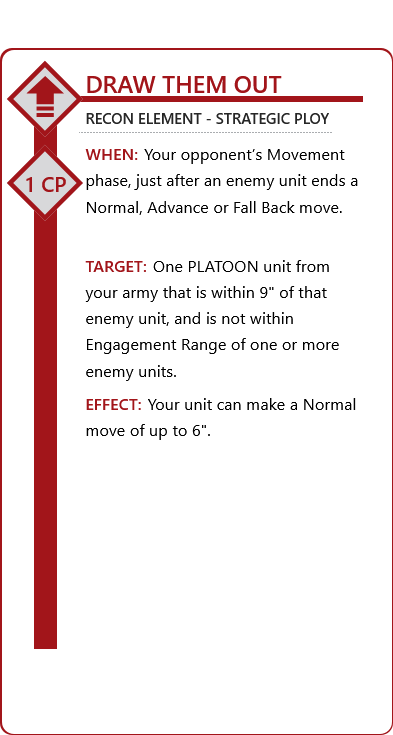 DRAW THEM OUT
RECON ELEMENT - STRATEGIC PLOY
1 CP
WHEN: Your opponent’s Movement
phase, just after an enemy unit ends a
Normal, Advance or Fall Back move.
TARGET: One PLATOON unit from
your army that is within 9" of that
enemy unit, and is not within
Engagement Range of one or more
enemy units.
EFFECT: Your unit can make a Normal
move of up to 6".